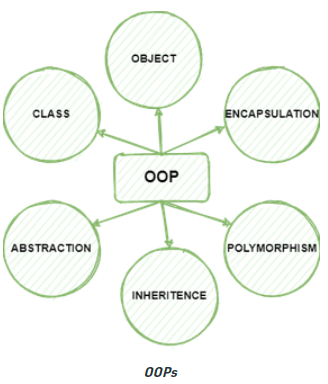 OBJECT
CLASS
ENCAPSULATION
OOP
ABSTRACTION
POLYMORPHISM
INHERITENCE
OOPs